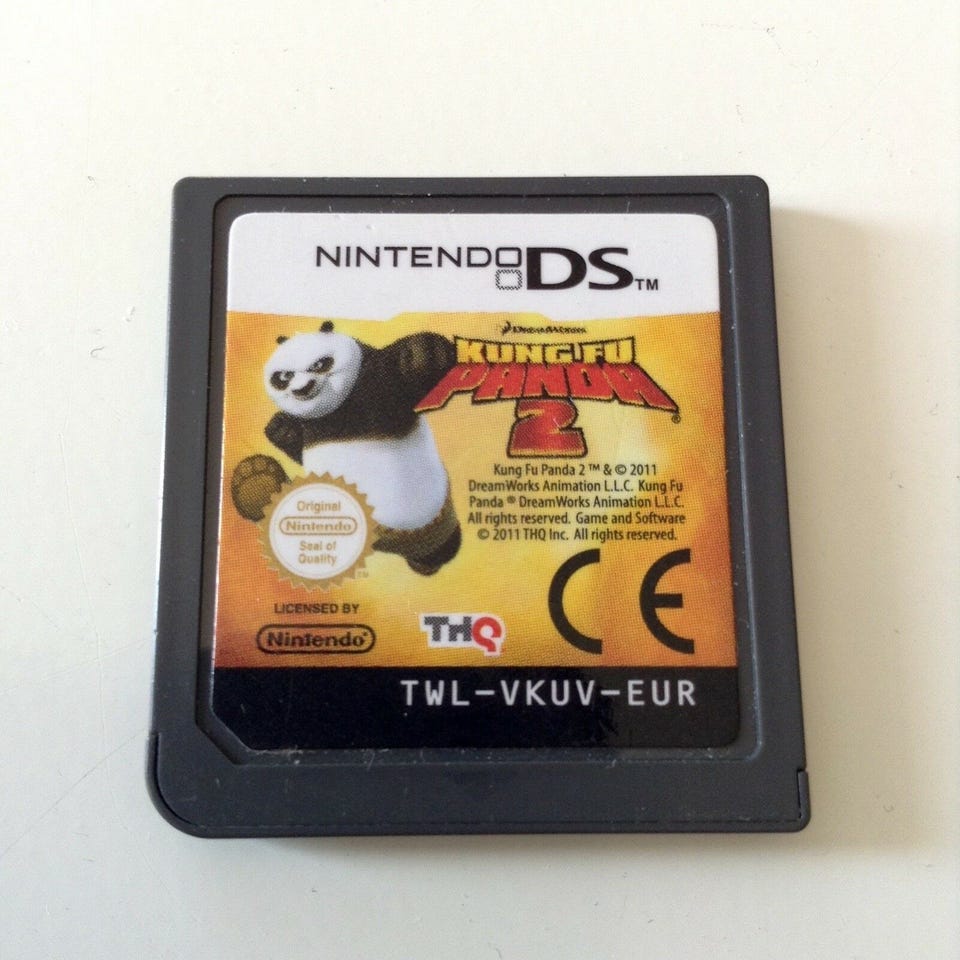 NINTENDO DS™
DREAMWORKS
KUNG FU
PANDA
2
®
Kung Fu Panda 2 ™ & © 2011
DreamWorks Animation L.L.C. Kung Fu
Panda ® DreamWorks Animation L.L.C.
All rights reserved. Game and Software
© 2011 THQ Inc. All rights reserved.
Original
Nintendo
Seal of
Quality
TM
LICENSED BY
Nintendo®
THQ
CE
TWL-VKUV-EUR